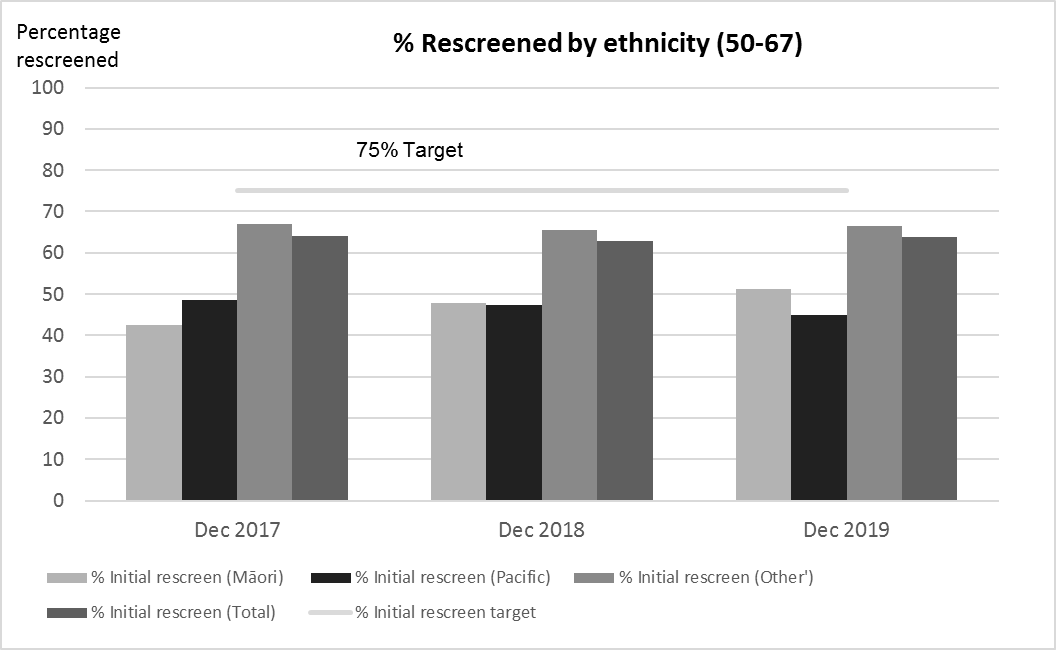 Percentage
rescreened
% Rescreened by ethnicity (50-67)
100
90
80
75% Target
70
60
50
40
30
20
10
0
Dec 2017
Dec 2018
Dec 2019
% Initial rescreen (Māori)
% Initial rescreen (Pacific)
% Initial rescreen (Other')
% Initial rescreen (Total)
% Initial rescreen target